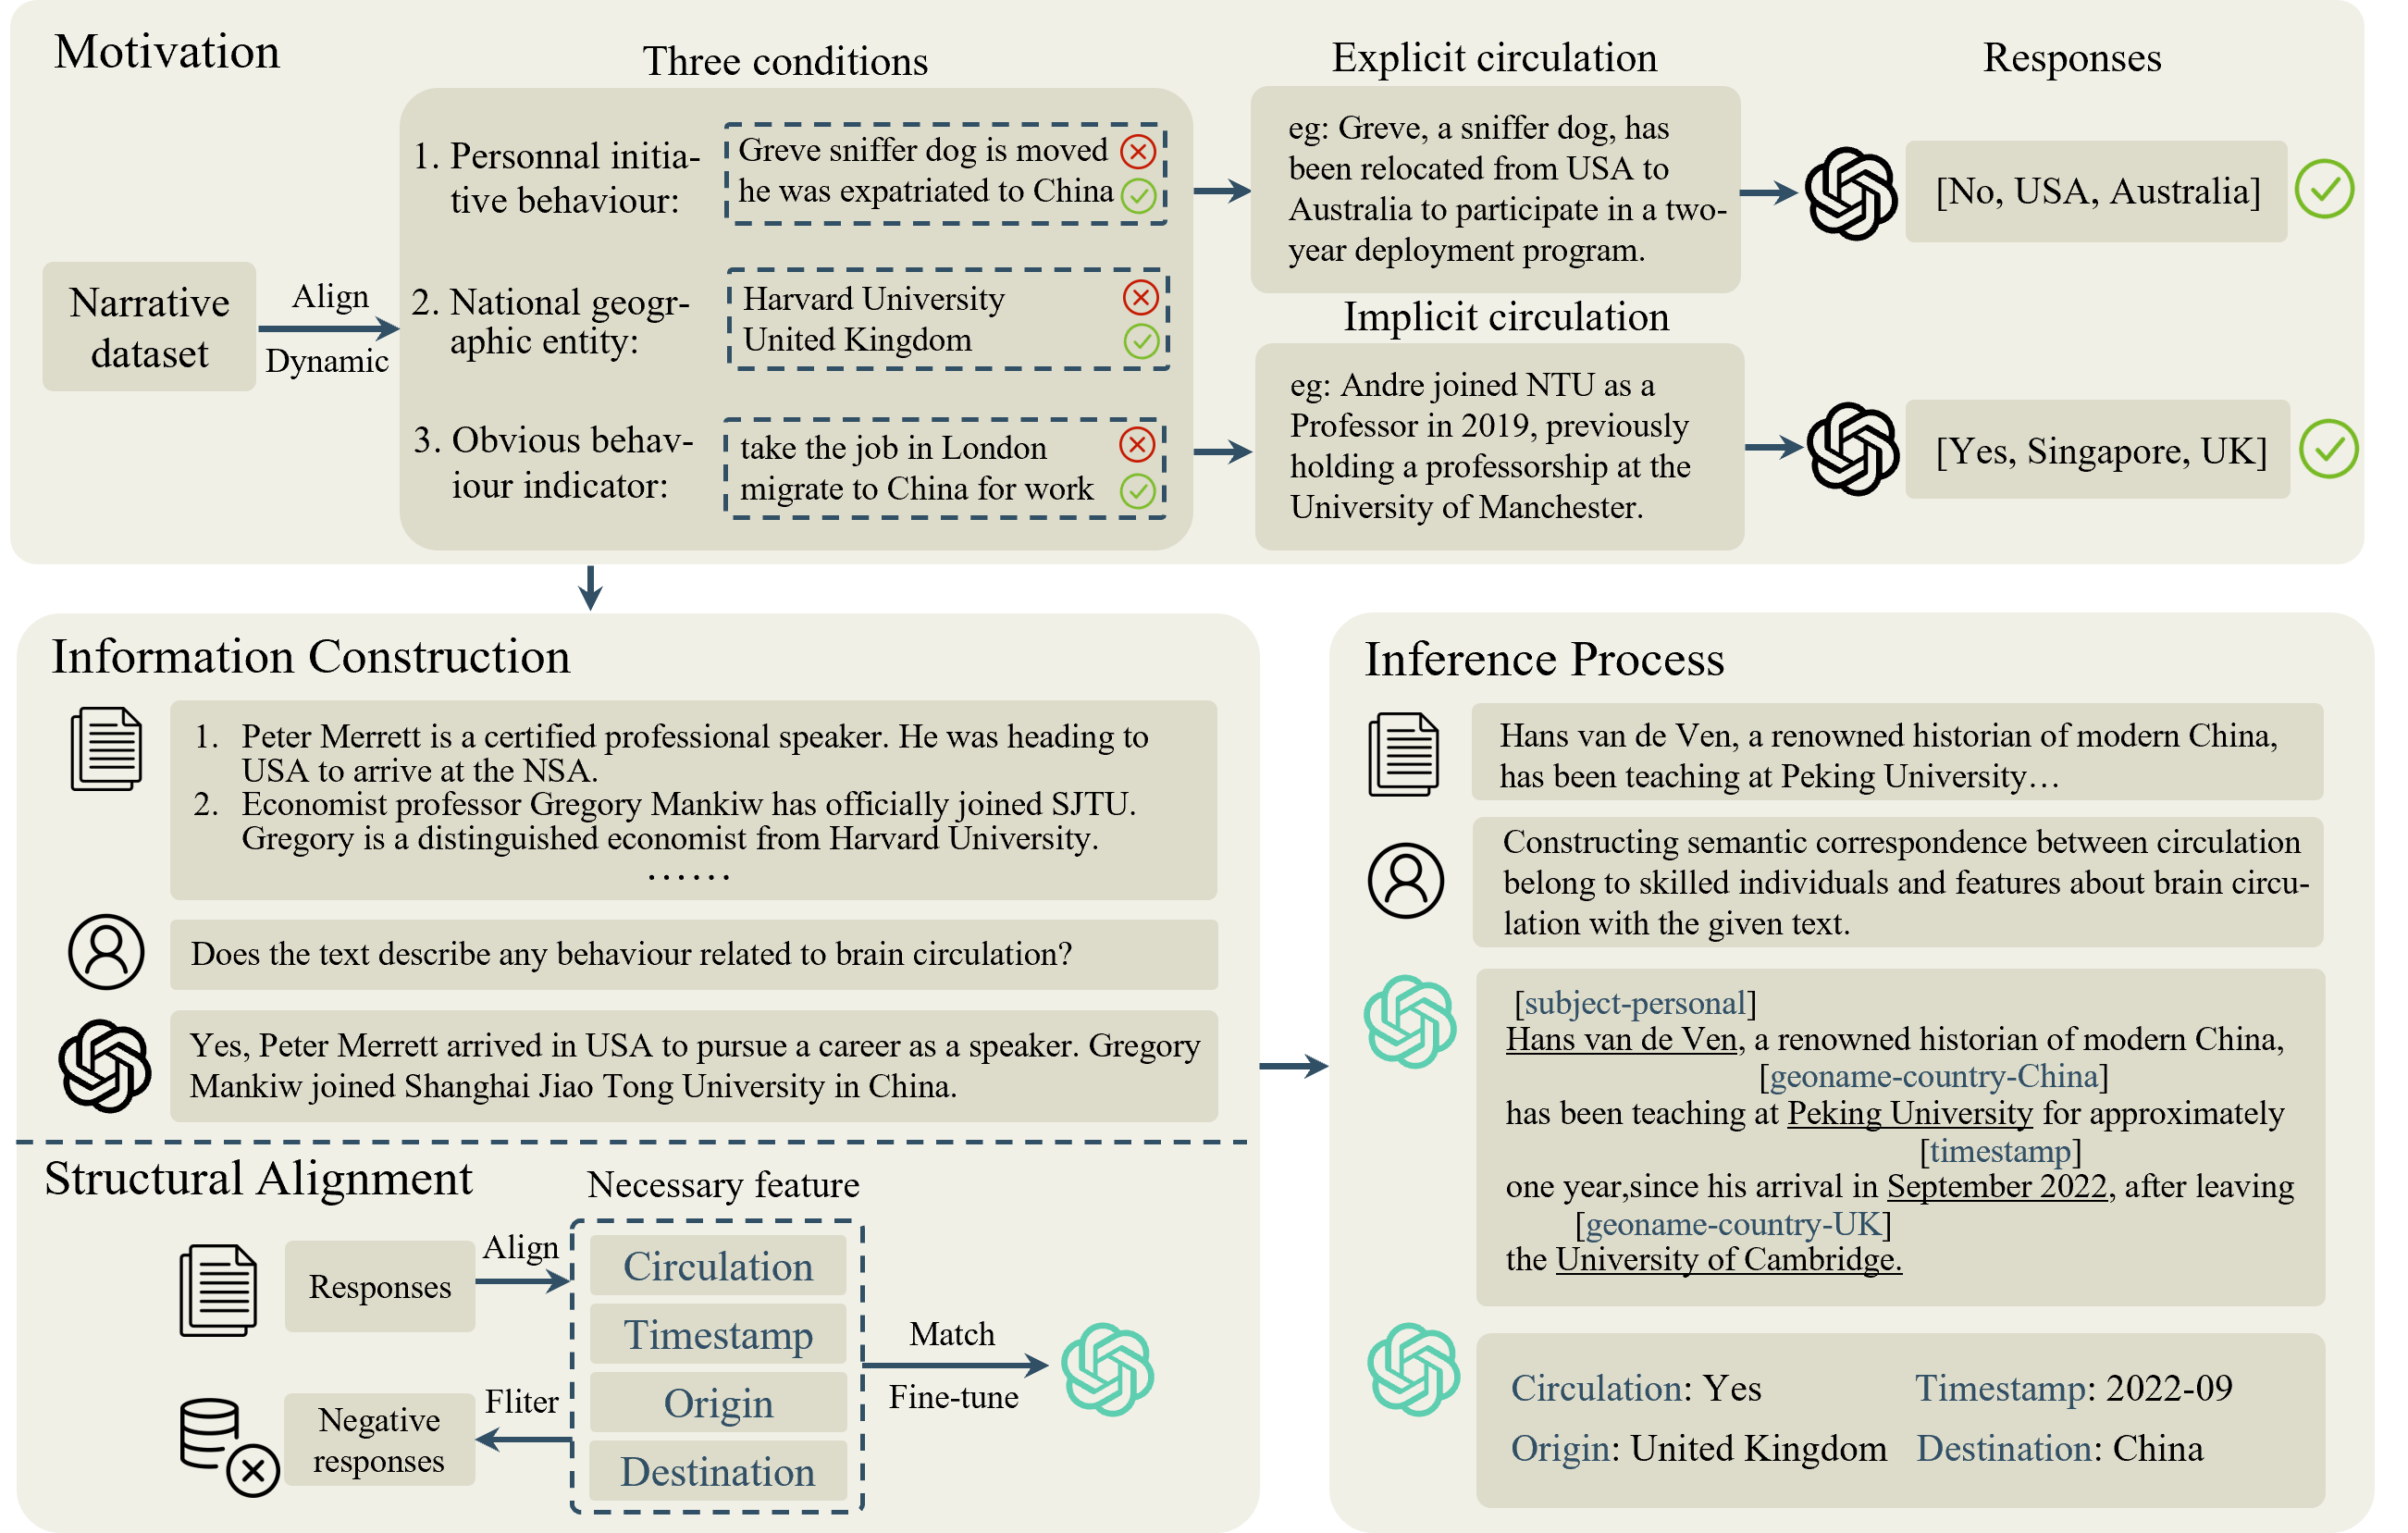 Motivation
Three conditions
Explicit circulation
Responses
Narrative
dataset
Align
Dynamic
1. Personnal initia-
tive behaviour:
Greve sniffer dog is moved
he was expatriated to China
2. National geogr-
aphic entity:
Harvard University
United Kingdom
3. Obvious behav-
iour indicator:
take the job in London
migrate to China for work
eg: Greve, a sniffer dog, has
been relocated from USA to
Australia to participate in a two-
year deployment program.
[No, USA, Australia]
Implicit circulation
eg: Andre joined NTU as a
Professor in 2019, previously
holding a professorship at the
University of Manchester.
[Yes, Singapore, UK]
Information Construction
1. Peter Merrett is a certified professional speaker. He was heading to
USA to arrive at the NSA.
2. Economist professor Gregory Mankiw has officially joined SJTU.
Gregory is a distinguished economist from Harvard University.
······
Does the text describe any behaviour related to brain circulation?
Yes, Peter Merrett arrived in USA to pursue a career as a speaker. Gregory
Mankiw joined Shanghai Jiao Tong University in China.
Structural Alignment
Necessary feature
Responses
Align
Circulation
Timestamp
Origin
Destination
Fliter
Negative
responses
Match
Fine-tune
Inference Process
Hans van de Ven, a renowned historian of modern China,
has been teaching at Peking University…
Constructing semantic correspondence between circulation
belong to skilled individuals and features about brain circu-
lation with the given text.
[subject-personal]
Hans van de Ven, a renowned historian of modern China,
[geoname-country-China]
has been teaching at Peking University for approximately
[timestamp]
one year,since his arrival in September 2022, after leaving
[geoname-country-UK]
the University of Cambridge.
Circulation: Yes
Timestamp: 2022-09
Origin: United Kingdom
Destination: China